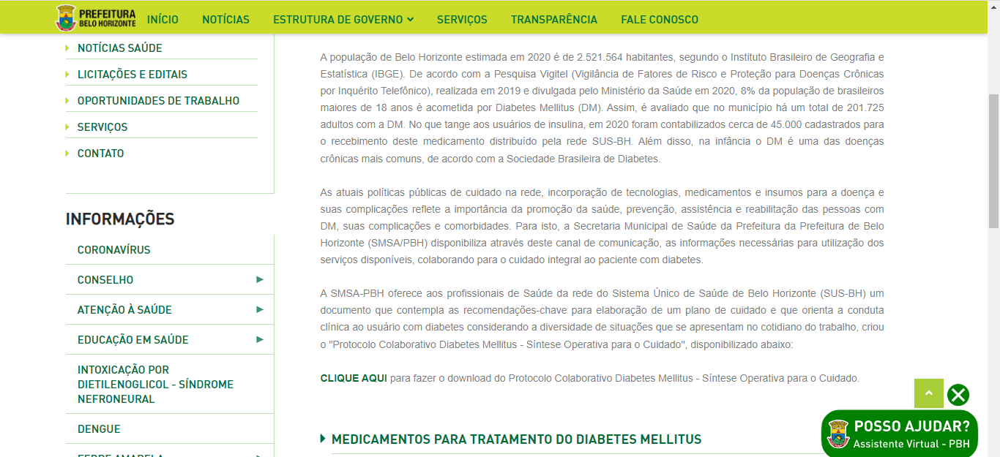 PREFEITURA
BELO HORIZONTE
INÍCIO
NOTÍCIAS
ESTRUTURA DE GOVERNO
SERVIÇOS
TRANSPARÊNCIA
FALE CONOSCO
NOTÍCIAS SAÚDE
LICITAÇÕES E EDITAIS
OPORTUNIDADES DE TRABALHO
SERVIÇOS
CONTATO
INFORMAÇÕES
CORONAVÍRUS
CONSELHO
ATENÇÃO À SAÚDE
EDUCAÇÃO EM SAÚDE
INTOXICAÇÃO POR
DIETILENOGLICOL - SÍNDROME
NEFRONEURAL
DENGUE
FEBRE AMARELA
A população de Belo Horizonte estimada em 2020 é de 2.521.564 habitantes, segundo o Instituto Brasileiro de Geografia e
Estatística (IBGE). De acordo com a Pesquisa Vigitel (Vigilância de Fatores de Risco e Proteção para Doenças Crônicas
por Inquérito Telefônico), realizada em 2019 e divulgada pelo Ministério da Saúde em 2020, 8% da população de brasileiros
maiores de 18 anos é acometida por Diabetes Mellitus (DM). Assim, é avaliado que no município há um total de 201.725
adultos com a DM. No que tange aos usuários de insulina, em 2020 foram contabilizados cerca de 45.000 cadastrados para
o recebimento deste medicamento distribuído pela rede SUS-BH. Além disso, na infância o DM é uma das doenças
crônicas mais comuns, de acordo com a Sociedade Brasileira de Diabetes.
As atuais políticas públicas de cuidado na rede, incorporação de tecnologias, medicamentos e insumos para a doença e
suas complicações reflete a importância da promoção da saúde, prevenção, assistência e reabilitação das pessoas com
DM, suas complicações e comorbidades. Para isto, a Secretaria Municipal de Saúde da Prefeitura da Prefeitura de Belo
Horizonte (SMSA/PBH) disponibiliza através deste canal de comunicação, as informações necessárias para utilização dos
serviços disponíveis, colaborando para o cuidado integral ao paciente com diabetes.
A SMSA-PBH oferece aos profissionais de Saúde da rede do Sistema Único de Saúde de Belo Horizonte (SUS-BH) um
documento que contempla as recomendações-chave para elaboração de um plano de cuidado e que orienta a conduta
clínica ao usuário com diabetes considerando a diversidade de situações que se apresentam no cotidiano do trabalho, criou
o "Protocolo Colaborativo Diabetes Mellitus - Síntese Operativa para o Cuidado", disponibilizado abaixo:
CLIQUE AQUI para fazer o download do Protocolo Colaborativo Diabetes Mellitus - Síntese Operativa para o Cuidado.
MEDICAMENTOS PARA TRATAMENTO DO DIABETES MELLITUS
POSSO AJUDAR?
Assistente Virtual - PBH